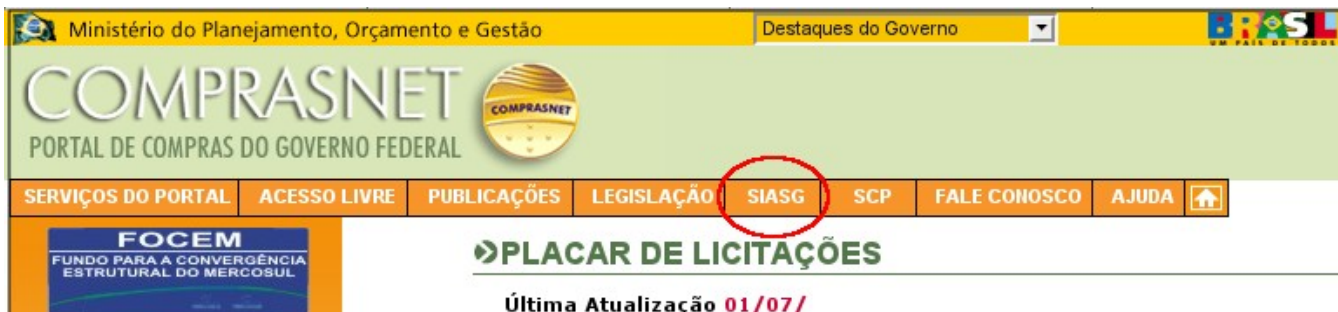 Ministério do Planejamento, Orçamento e Gestão
Destaques do Governo
BRASIL
UM PAÍS DE TODOS
COMPRASNET
PORTAL DE COMPRAS DO GOVERNO FEDERAL
COMPRASNET
SERVIÇOS DO PORTAL ACESSO LIVRE PUBLICAÇÕES LEGISLAÇÃO SIASG SCP FALE CONOSCO AJUDA
FOCEM
FUNDO PARA A CONVERGÊNCIA
ESTRUTURAL DO MERCOSUL
PLACAR DE LICITAÇÕES
Última Atualização 01/07/